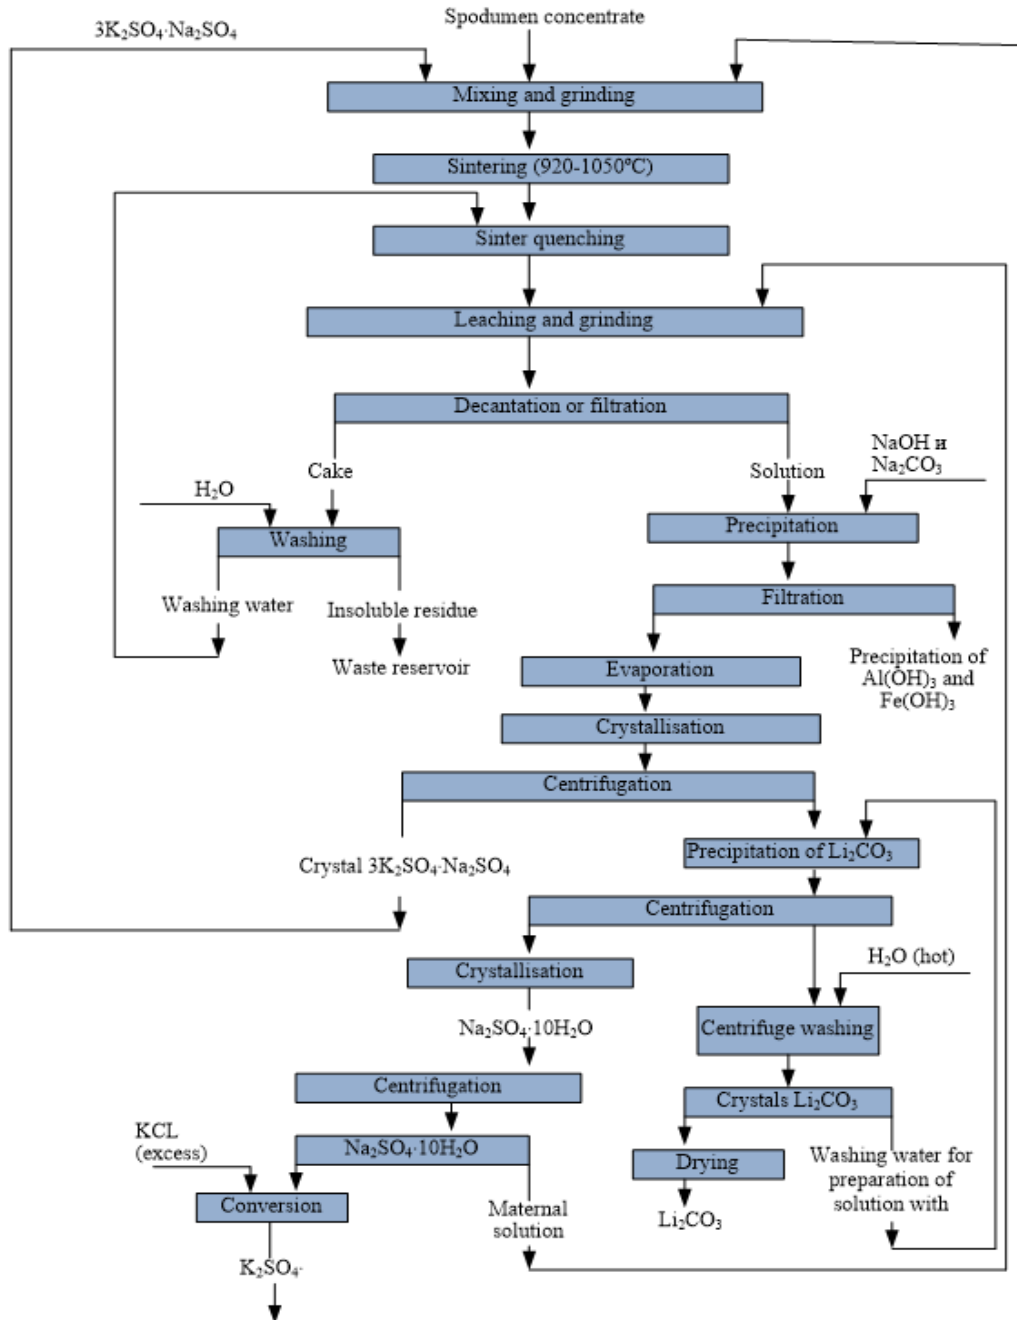 Spodumen concentrate
3K₂SO₄·Na₂SO₄
Mixing and grinding
Sintering (920-1050ºC)
Sinter quenching
Leaching and grinding
Decantation or filtration
NaOH и
Na₂CO₃
Cake
Solution
H₂O
Precipitation
Washing
Filtration
Washing water
Insoluble residue
Waste reservoir
Precipitation of
Al(OH)₃ and
Fe(OH)₃
Evaporation
Crystallisation
Centrifugation
Precipitation of Li₂CO₃
Crystal 3K₂SO₄·Na₂SO₄
Centrifugation
H₂O (hot)
Crystallisation
Centrifuge washing
Na₂SO₄·10H₂O
Centrifugation
Crystals Li₂CO₃
KCL
(excess)
Na₂SO₄·10H₂O
Drying
Washing water for
preparation of
solution with
Conversion
Maternal
solution
Li₂CO₃
K₂SO₄·